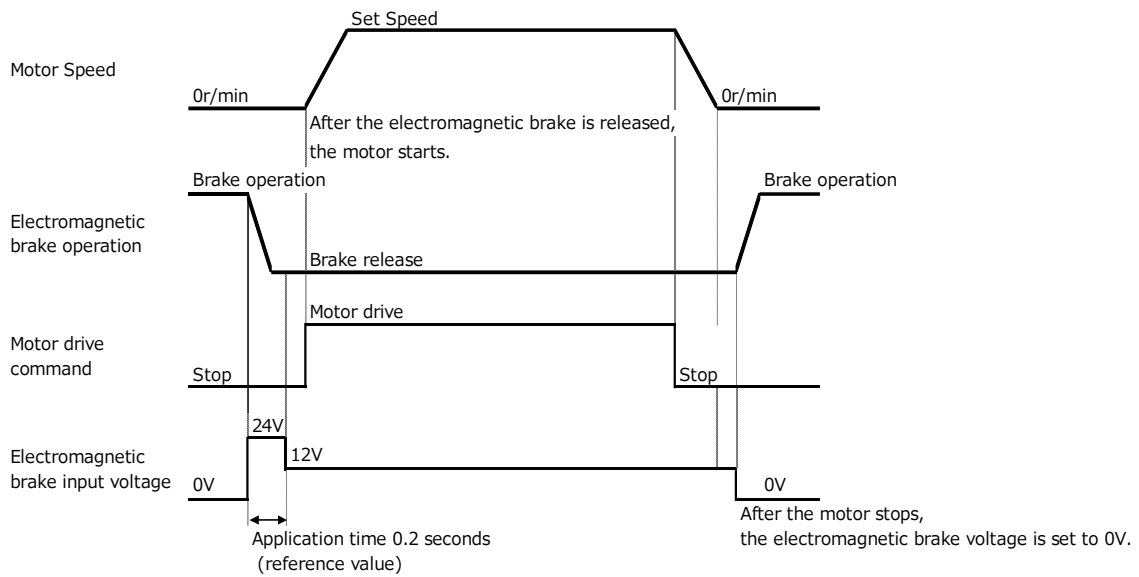 Set Speed
Motor Speed
0r/min
0r/min
After the electromagnetic brake is released,
the motor starts.
Brake operation
Brake operation
Electromagnetic
brake operation
Brake release
Motor drive
Motor drive
command
Stop
Stop
24V
12V
Electromagnetic
brake input voltage
0V
0V
After the motor stops,
the electromagnetic brake voltage is set to 0V.
Application time 0.2 seconds
(reference value)